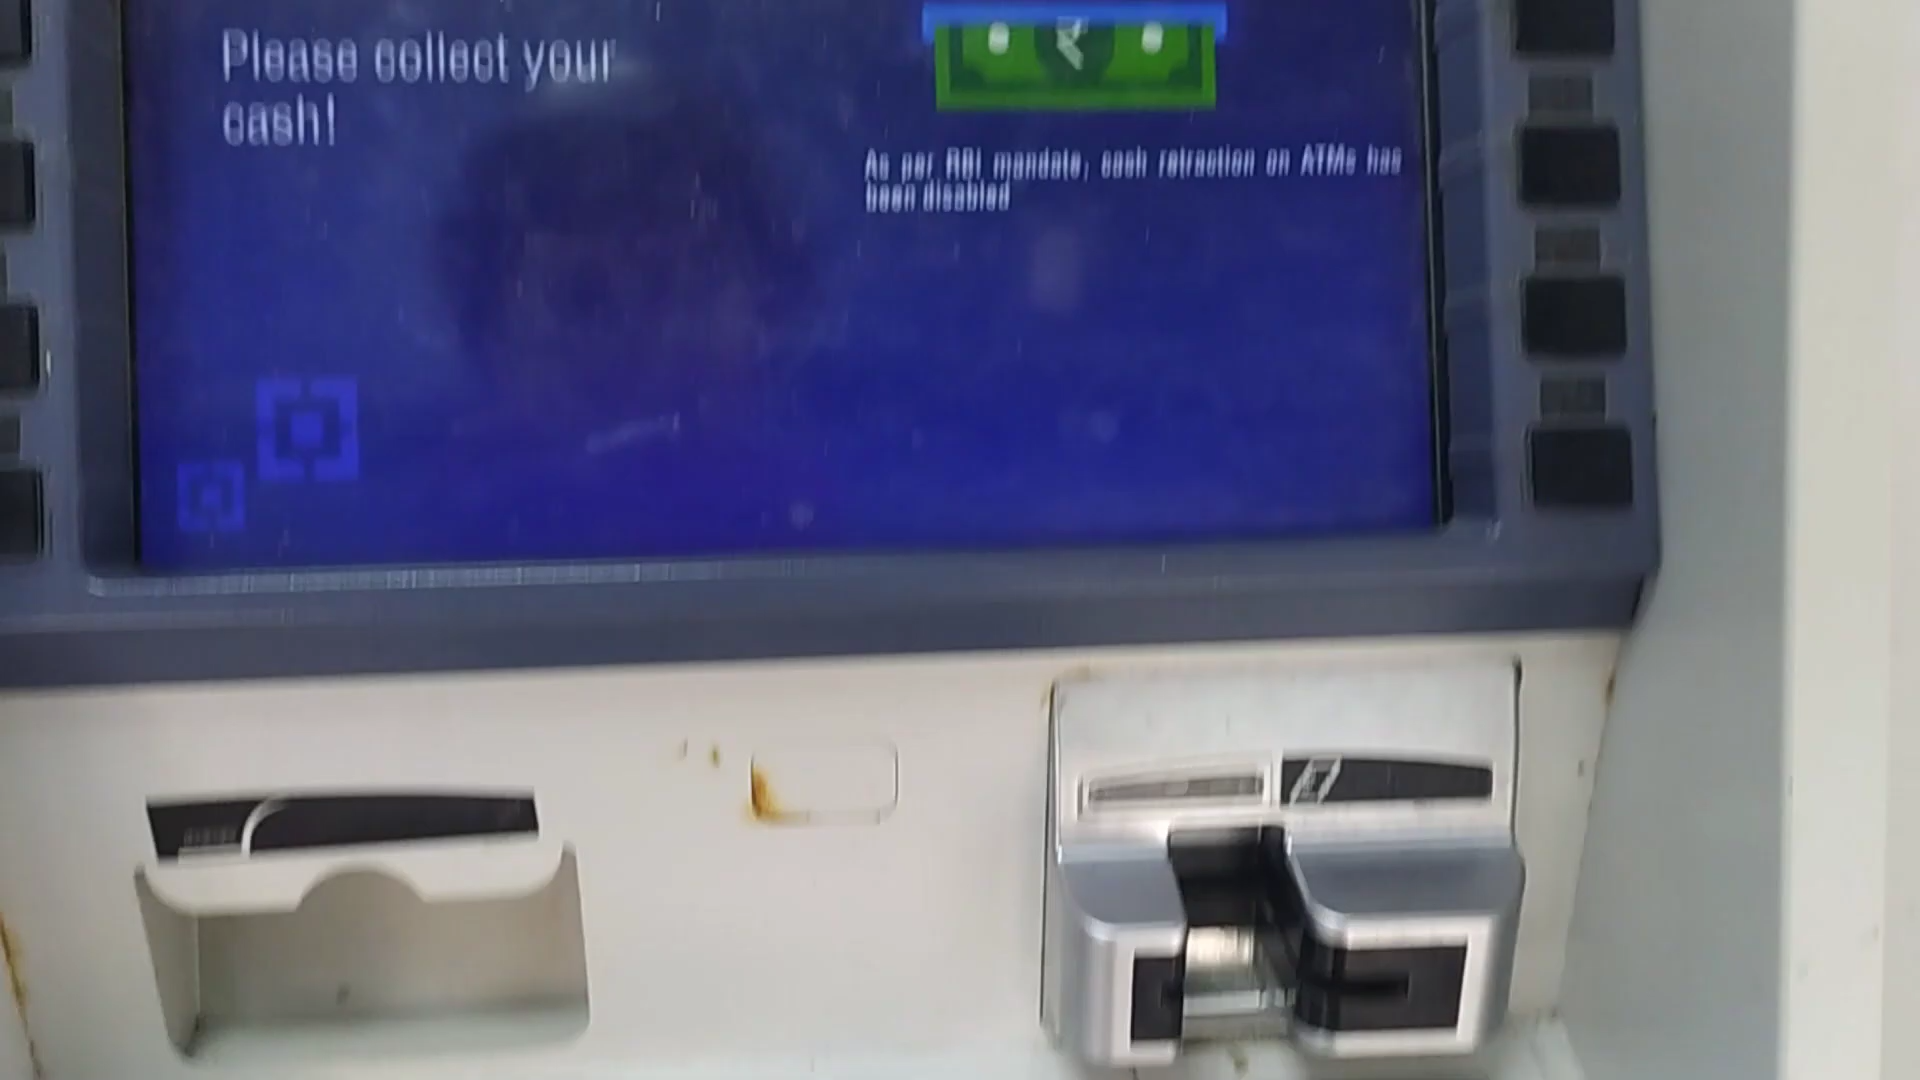 Please collect your
cash!
₹
As per RBI mandate, cash retraction on ATMs has
been disabled